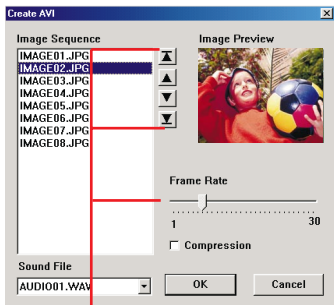 Create AVI
Image Sequence
Image Preview
IMAGE01.JPG
IMAGE02.JPG
IMAGE03.JPG
IMAGE04.JPG
IMAGE05.JPG
IMAGE06.JPG
IMAGE07.JPG
IMAGE08.JPG
Frame Rate
1
30
Compression
Sound File
AUDIO01.WAV
OK
Cancel